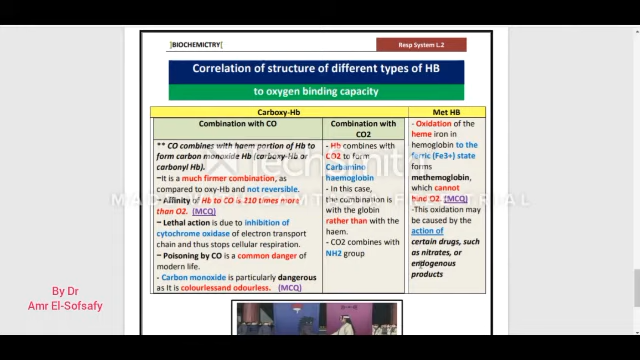 ]BIOCHEMICTRY[
Resp System L.2
Correlation of structure of different types of HB
to oxygen binding capacity
Carboxy-Hb
Met HB
Combination with CO
Combination with
CO2
** CO combines with haem portion of Hb to
form carbon monoxide Hb (carboxy-Hb or
carbonyl Hb).
-It is a much firmer combination, as
compared to oxy-Hb and not reversible.
- Affinity of Hb to CO is 210 times more
than O2. (MCQ)
- Lethal action is due to inhibition of
cytochrome oxidase of electron transport
chain and thus stops cellular respiration.
- Poisoning by CO is a common danger of
modern life.
- Carbon monoxide is particularly dangerous
as It is colourlessand odourless. (MCQ)
- Hb combines with
CO2 to form
Carbamino
haemoglobin
- In this case,
the combination is
with the globin
rather than with
the haem.
- CO2 combines with
NH2 group
- Oxidation of the
heme iron in
hemoglobin to the
ferric (Fe3+) state
forms
methemoglobin,
which cannot
bind O2. (MCQ)
-This oxidation may
be caused by the
action of
certain drugs, such
as nitrates, or
endogenous
products
By Dr
Amr El-Sofsafy